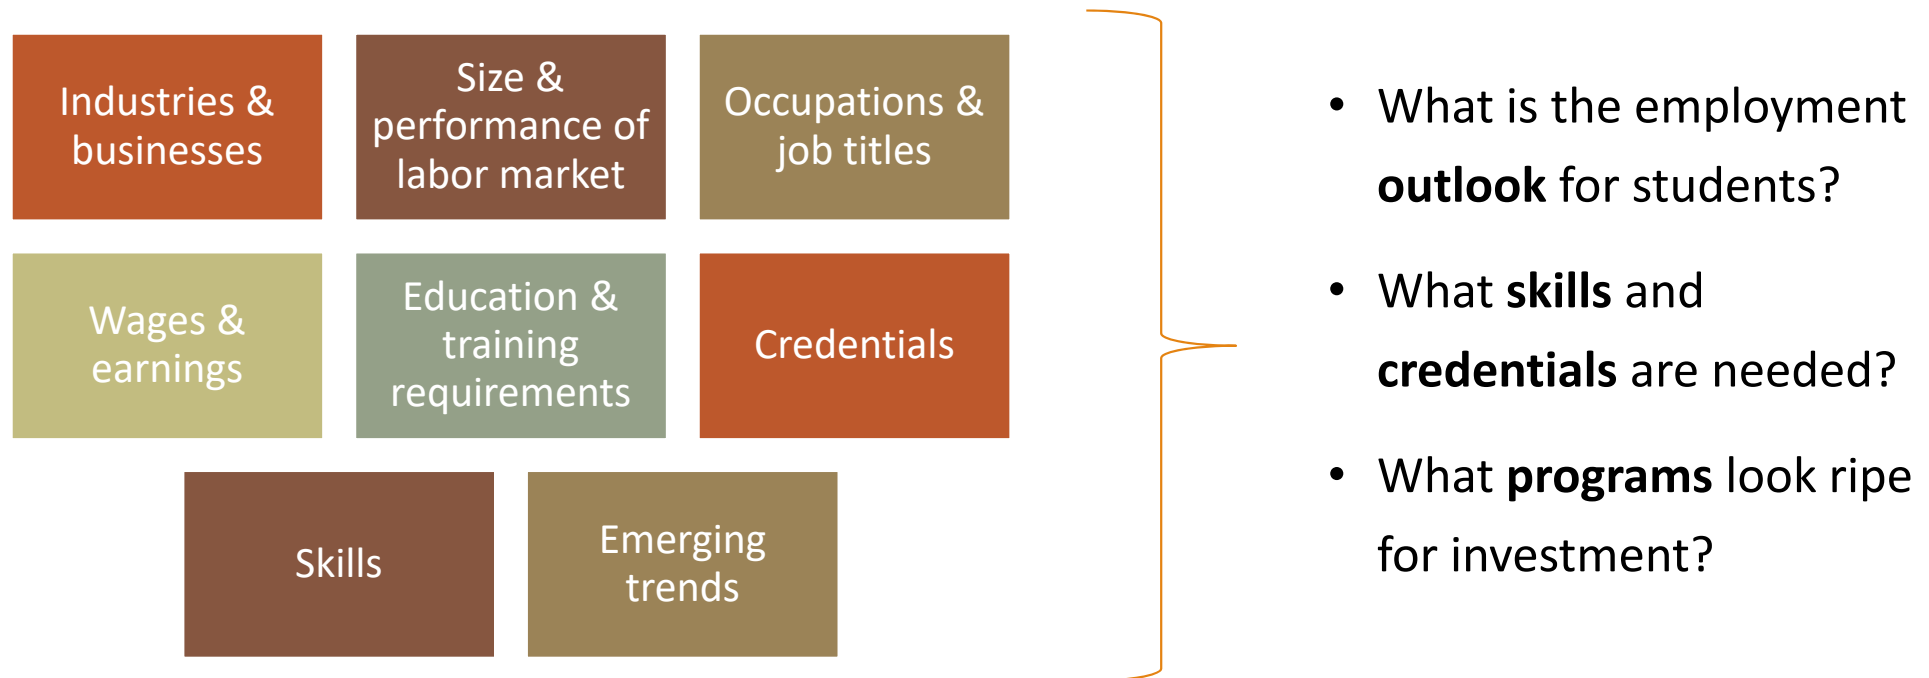 Industries &
businesses
Size &
performance of
labor market
Occupations &
job titles
Wages &
earnings
Education &
training
requirements
Credentials
Skills
Emerging
trends
• What is the employment
outlook for students?
• What skills and
credentials are needed?
• What programs look ripe
for investment?